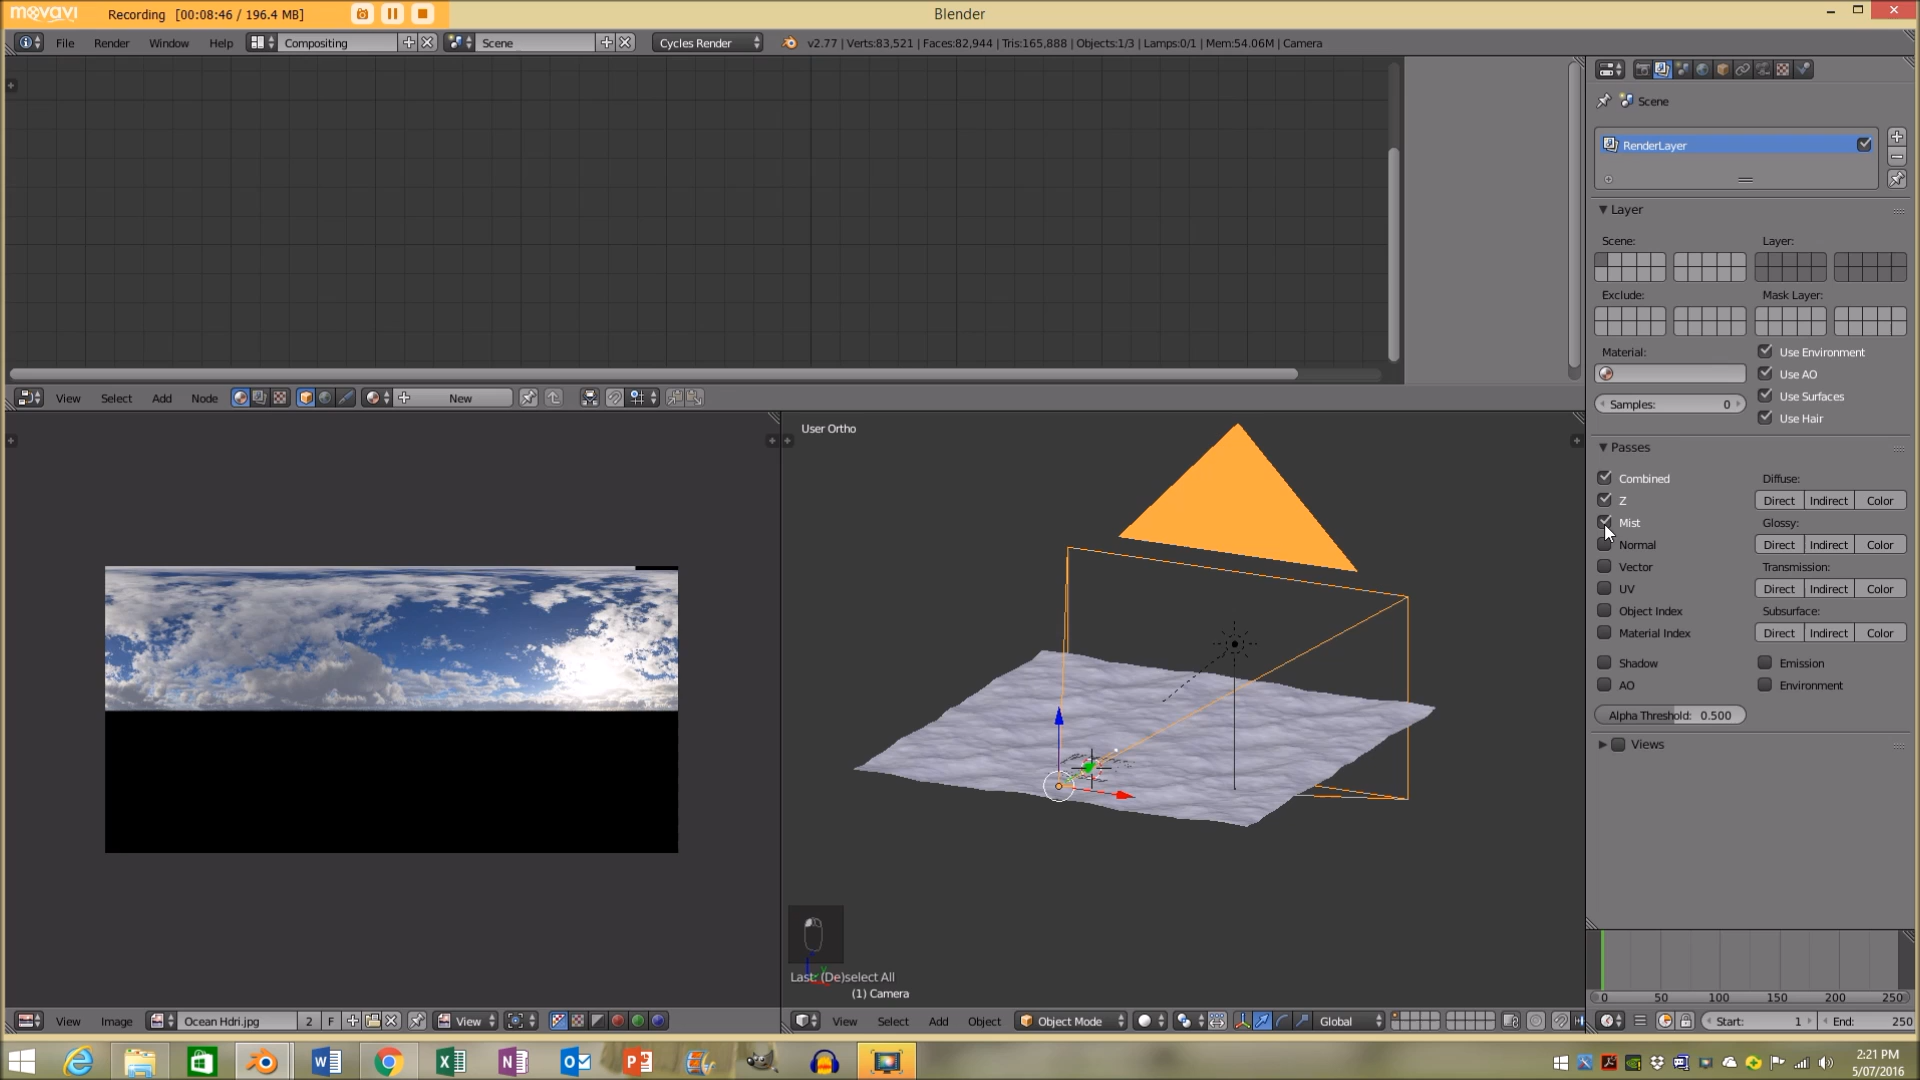 movavi Recording [00:08:46 / 196.4 MB] Blender
File Render Window Help Compositing Scene Cycles Render v2.77 | Verts:83,521 | Faces:82,944 | Tris:165,888 | Objects:1/3 | Lamps:0/1 | Mem:54.06M | Camera
Scene
RenderLayer
Layer
Scene: Layer:
Exclude: Mask Layer:
Material: Use Environment
Use AO
Samples: 0 Use Surfaces
Use Hair
View Select Add Node New
User Ortho
Passes
Combined Diffuse:
Z Direct Indirect Color
Mist Glossy:
Normal Direct Indirect Color
Vector Transmission:
UV Direct Indirect Color
Object Index Subsurface:
Material Index Direct Indirect Color
Shadow Emission
AO Environment
Alpha Threshold: 0.500
Views
Last: (De)select All
(1) Camera
0 50 100 150 200 250
View Image Ocean Hdri.jpg 2 F View
View Select Add Object Object Mode Global
Start: 1 End: 250
2:21 PM
5/07/2016